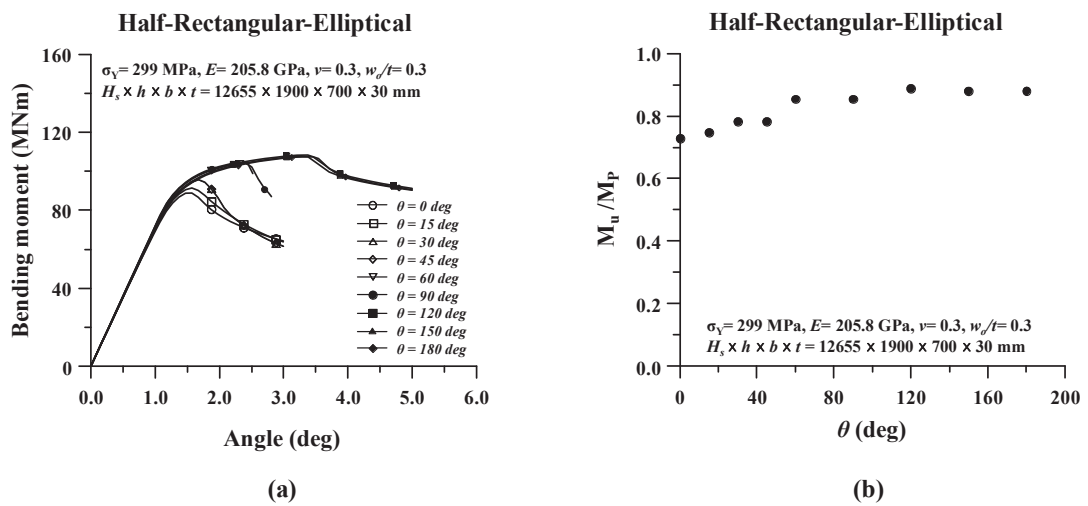 Half-Rectangular-Elliptical
σY= 299 MPa, E= 205.8 GPa, ν= 0.3, wo/t= 0.3
Hs x h x b x t = 12655 x 1900 x 700 x 30 mm
Bending moment (MNm)
160
120
80
40
0
θ = 0 deg
θ = 15 deg
θ = 30 deg
θ = 45 deg
θ = 60 deg
θ = 90 deg
θ = 120 deg
θ = 150 deg
θ = 180 deg
0.0 1.0 2.0 3.0 4.0 5.0 6.0
Angle (deg)
(a)
Half-Rectangular-Elliptical
Mu /MP
1.0
0.8
0.6
0.4
0.2
0.0
σY= 299 MPa, E= 205.8 GPa, ν= 0.3, wo/t= 0.3
Hs x h x b x t = 12655 x 1900 x 700 x 30 mm
0 40 80 120 160 200
θ (deg)
(b)